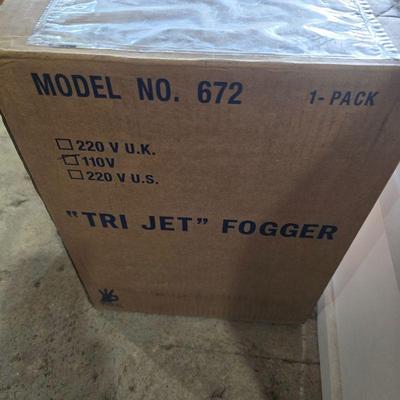 MODEL NO. 672 1-PACK
220 V U.K.
110V
220 V U.S.
"TRI JET" FOGGER